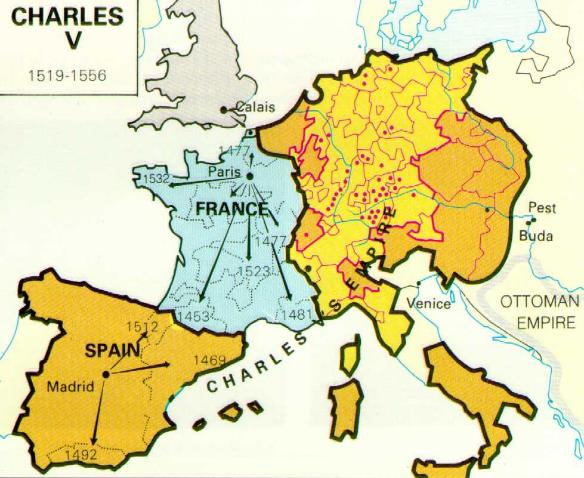 CHARLES
V
1519-1556
Calais
1477
Paris
1532
FRANCE
1477
1523
1453
1481
1512
SPAIN
1469
Madrid
1492
CHARLES'S EMPIRE
Venice
Pest
Buda
OTTOMAN
EMPIRE